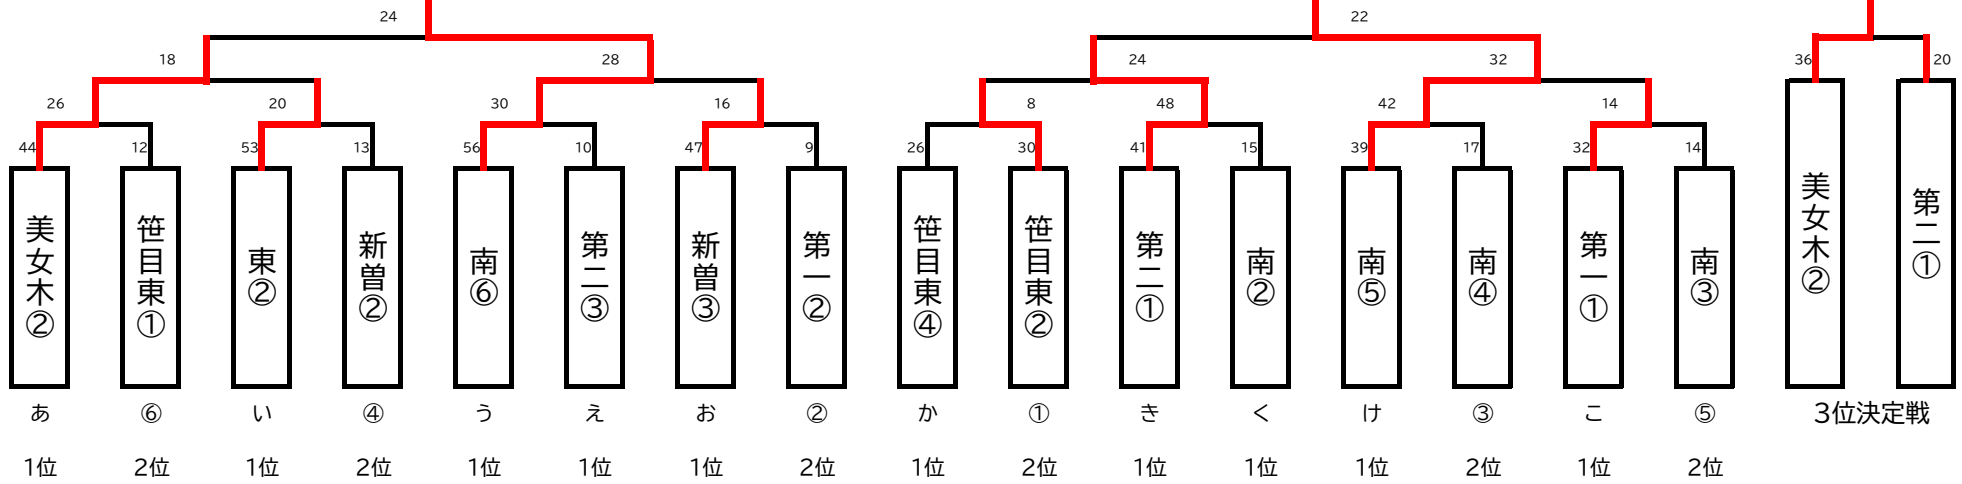 24 22
18 28 24 32 36 20
26 20 30 16 8 48 42 14
44 12 53 13 56 10 47 9 26 30 41 15 39 17 32 14
美女木②
笹目東①
東②
新曽②
南⑥
第二③
新曽③
第一②
笹目東④
笹目東②
第二①
南②
南⑤
南④
第一①
南③
美女木②
第二①
あ ⑥ い ④ う え お ② か ① き く け ③ こ ⑤ 3位決定戦
1位 2位 1位 2位 1位 1位 1位 2位 1位 2位 1位 1位 1位 2位 1位 2位